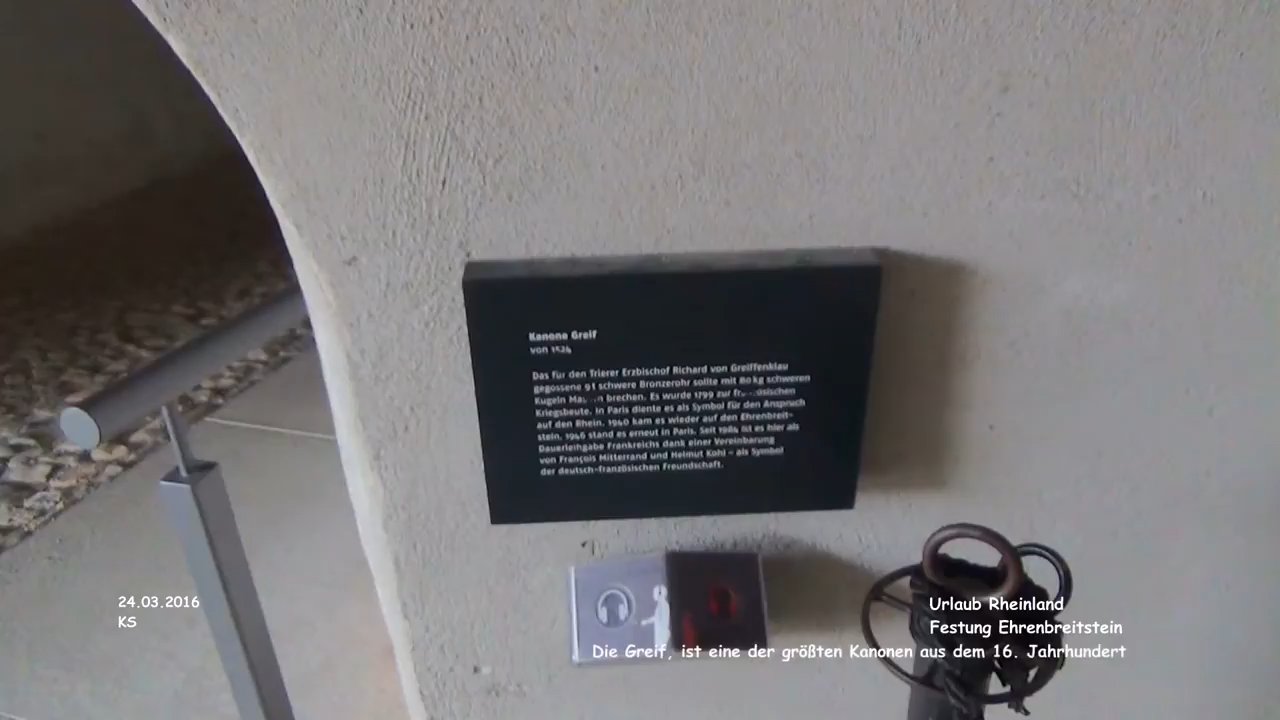 Kanone Greif
von 1524
Das für den Trierer Erzbischof Richard von Greiffenklau
gegossene 9 t schwere Bronzerohr sollte mit 80 kg schweren
Kugeln brechen. Es wurde 1799 zur
Kriegsbeute. In Paris diente es als Symbol für den Anspruch
auf den Rhein. 1940 kam es wieder auf den Ehrenbreit-
stein. 1946 stand es erneut in Paris. Seit 1984 ist es hier als
Dauerleihgabe Frankreichs dank einer Vereinbarung
von François Mitterrand und Helmut Kohl – als Symbol
der deutsch-französischen Freundschaft.
24.03.2016
KS
Urlaub Rheinland
Festung Ehrenbreitstein
Die Greif, ist eine der größten Kanonen aus dem 16. Jahrhundert